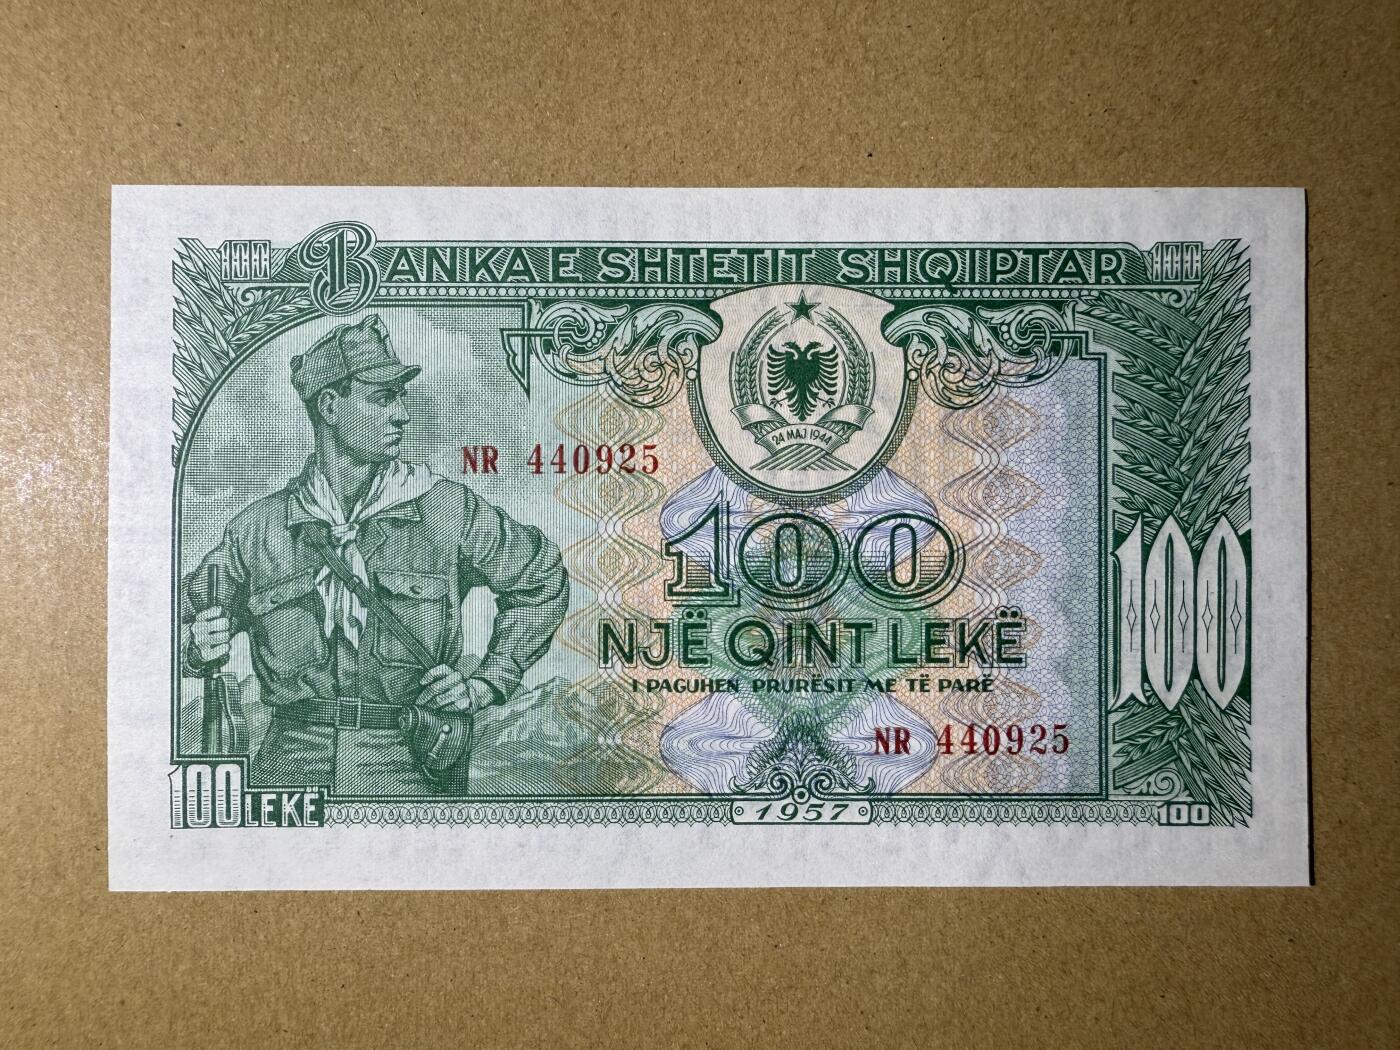 100 BANKA E SHTETIT SHQIPTAR 100
24 MAJ 1944
NR 440925
100
NJË QINT LEKË
I PAGUHEN PRURËSIT ME TË PARË
100
NR 440925
100 LEKË
1957
100